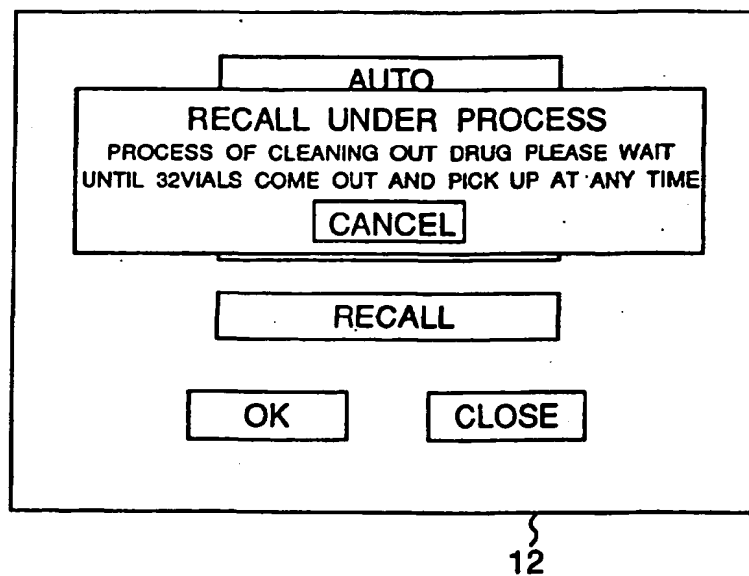 AUTO
RECALL UNDER PROCESS
PROCESS OF CLEANING OUT DRUG PLEASE WAIT
UNTIL 32VIALS COME OUT AND PICK UP AT ANY TIME
CANCEL
RECALL
OK CLOSE
12